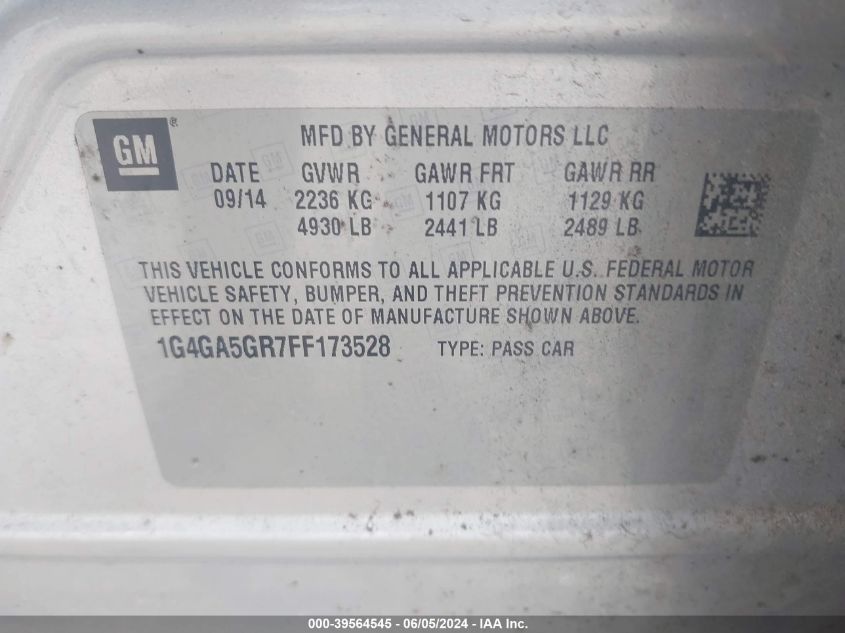 GM ® MFD BY GENERAL MOTORS LLC
DATE GVWR GAWR FRT GAWR RR
09/14 2236 KG 1107 KG 1129 KG
4930 LB 2441 LB 2489 LB
THIS VEHICLE CONFORMS TO ALL APPLICABLE U.S. FEDERAL MOTOR
VEHICLE SAFETY, BUMPER, AND THEFT PREVENTION STANDARDS IN
EFFECT ON THE DATE OF MANUFACTURE SHOWN ABOVE.
1G4GA5GR7FF173528 TYPE: PASS CAR
000-39564545 - 06/05/2024 - IAA Inc.